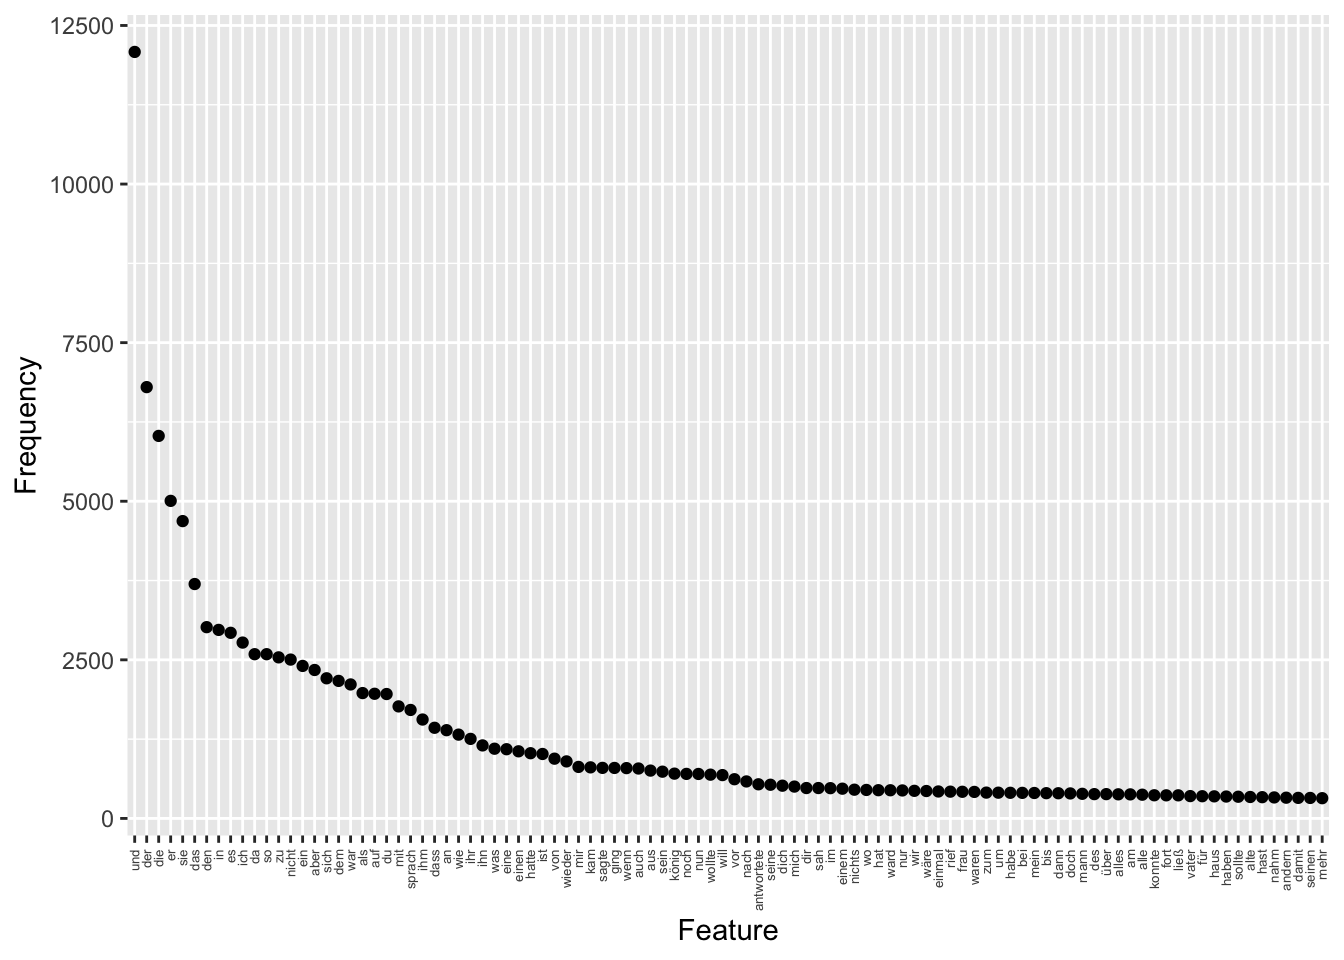 12500
10000
7500
5000
2500
0
Frequency
und
der
die
er
sie
das
den
in
es
ich
da
so
zu
nicht
ein
aber
sich
dem
war
als
auf
du
mit
sprach
ihm
dass
an
wie
ihr
ihn
was
eine
einen
hatte
ist
von
wieder
mir
kam
sagte
ging
wenn
auch
aus
sein
könig
noch
nun
wollte
will
vor
nach
antwortete
seine
dich
mich
dir
sah
im
einem
nichts
wo
hat
ward
nur
wir
wäre
einmal
rief
frau
waren
zum
um
habe
bei
mein
bis
dann
doch
mann
des
über
alles
am
alle
konnte
fort
ließ
vater
für
haus
haben
sollte
alte
hast
nahm
andern
damit
seinen
mehr
Feature